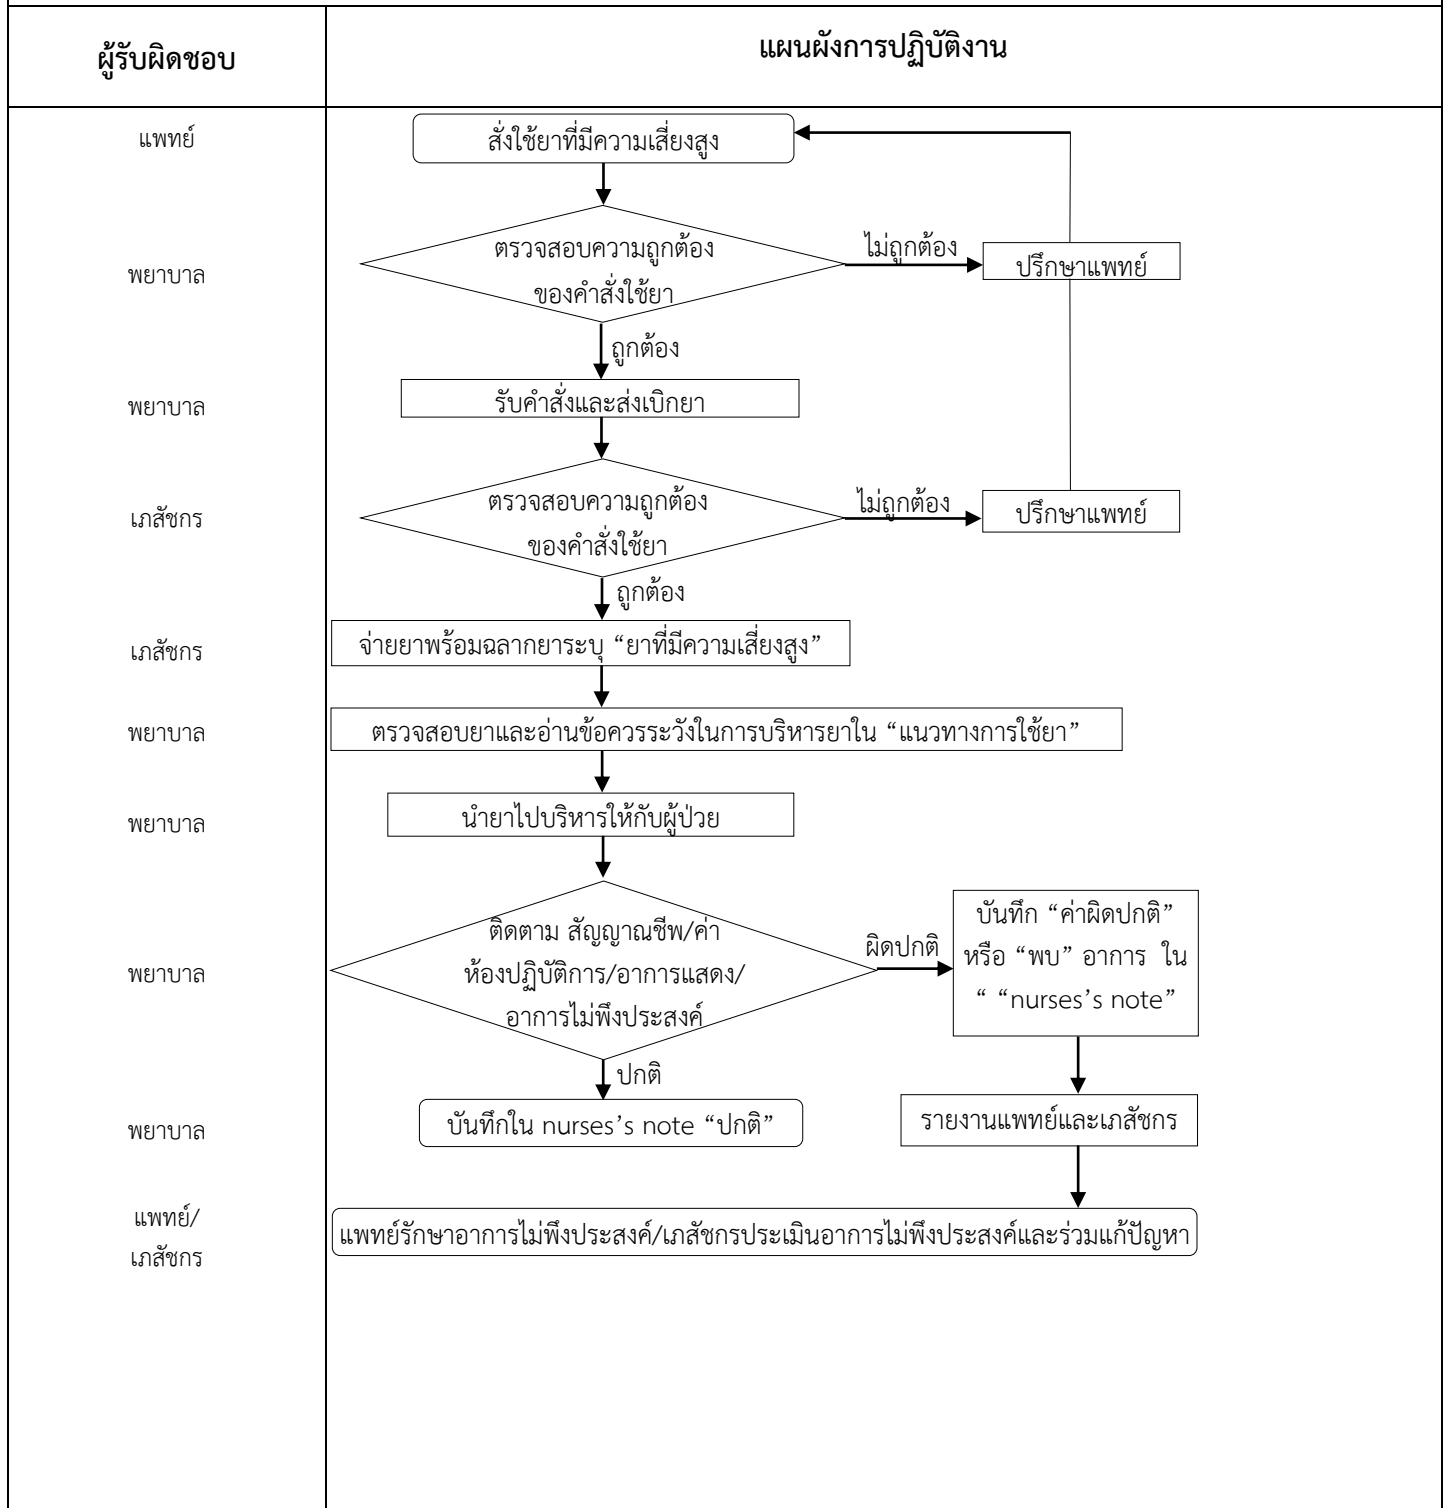 ผู้รับผิดชอบ
แผนผังการปฏิบัติงาน
แพทย์
สั่งใช้ยาที่มีความเสี่ยงสูง
พยาบาล
ตรวจสอบความถูกต้อง
ของคำสั่งใช้ยา
ไม่ถูกต้อง
ปรึกษาแพทย์
ถูกต้อง
พยาบาล
รับคำสั่งและส่งเบิกยา
เภสัชกร
ตรวจสอบความถูกต้อง
ของคำสั่งใช้ยา
ไม่ถูกต้อง
ปรึกษาแพทย์
ถูกต้อง
เภสัชกร
จ่ายยาพร้อมฉลากยาระบุ “ยาที่มีความเสี่ยงสูง”
พยาบาล
ตรวจสอบยาและอ่านข้อควรระวังในการบริหารยาใน “แนวทางการใช้ยา”
พยาบาล
นำยาไปบริหารให้กับผู้ป่วย
พยาบาล
ติดตาม สัญญาณชีพ/ค่า
ห้องปฏิบัติการ/อาการแสดง/
อาการไม่พึงประสงค์
ผิดปกติ
บันทึก “ค่าผิดปกติ”
หรือ “พบ” อาการ ใน
“ “nurses’s note”
ปกติ
พยาบาล
บันทึกใน nurses’s note “ปกติ”
รายงานแพทย์และเภสัชกร
แพทย์/
เภสัชกร
แพทย์รักษาอาการไม่พึงประสงค์/เภสัชกรประเมินอาการไม่พึงประสงค์และร่วมแก้ปัญหา